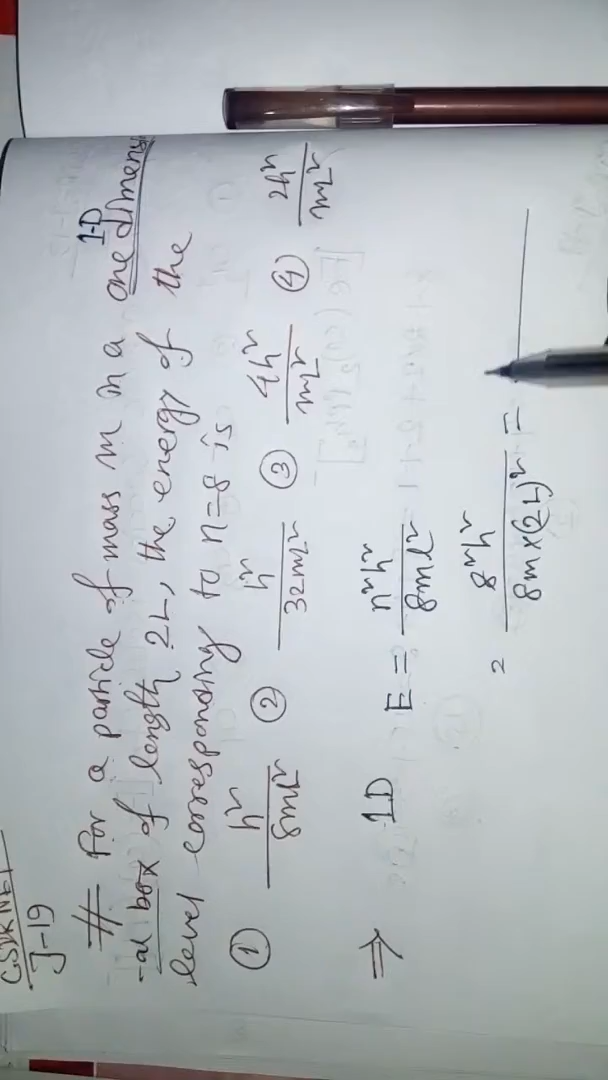 CSIR NET
J-19
# For a particle of mass m in a one dimens
1-D
-al box of length 2L, the energy of the
level corresponding to n=8 is
① h²/8mL² ② h²/32mL² ③ 4h²/mL² ④ 2h²/mL²
⇒ 1D E = n²h²/8ml²
= 8²h²/8m×(2L)² =